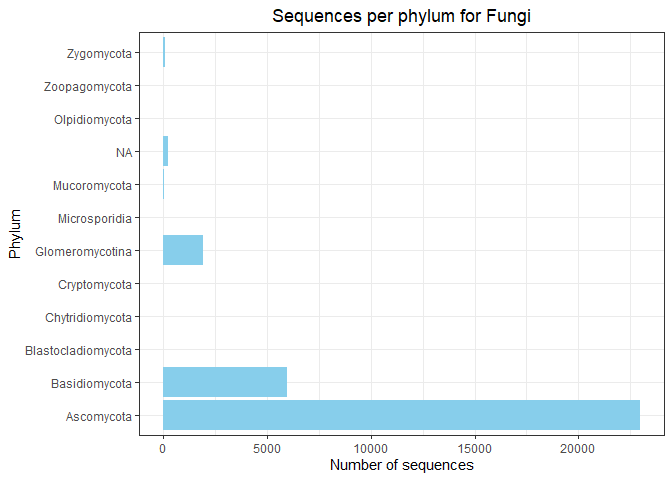 Sequences per phylum for Fungi
Phylum
Zygomycota
Zoopagomycota
Olpidiomycota
NA
Mucoromycota
Microsporidia
Glomeromycotina
Cryptomycota
Chytridiomycota
Blastocladiomycota
Basidiomycota
Ascomycota
0 5000 10000 15000 20000
Number of sequences